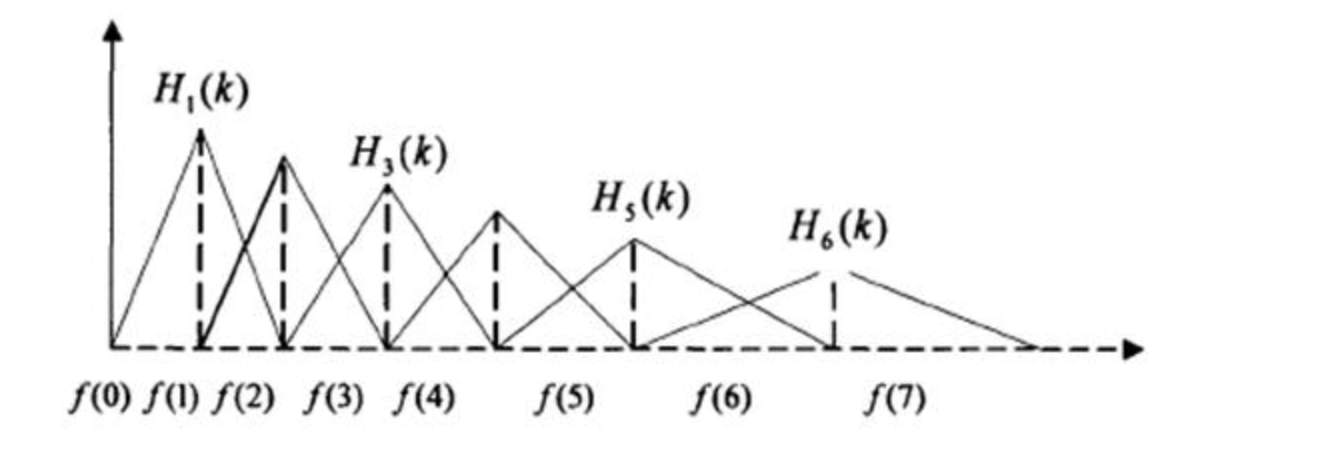 H₁(k)
H₃(k)
H₅(k)
H₆(k)
f(0) f(1) f(2) f(3) f(4) f(5) f(6) f(7)